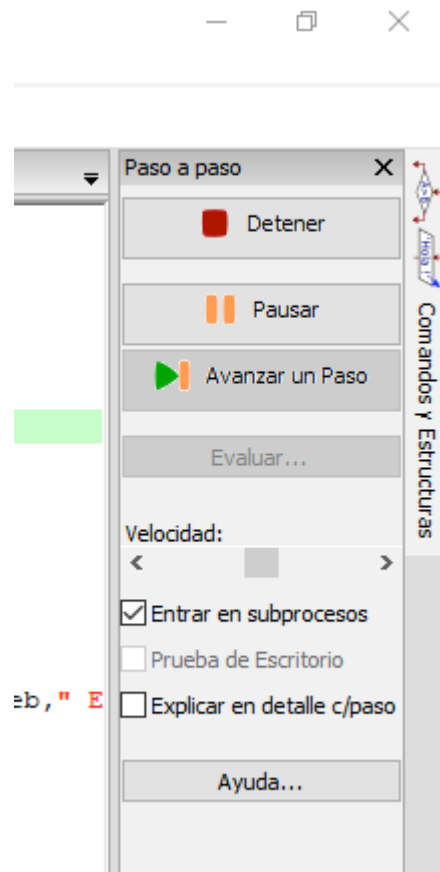 Paso a paso
Detener
Pausar
Avanzar un Paso
Evaluar...
Velocidad:
Entrar en subprocesos
Prueba de Escritorio
eb," E
Explicar en detalle c/paso
Ayuda...
A>B
'Hola !'
Comandos y Estructuras